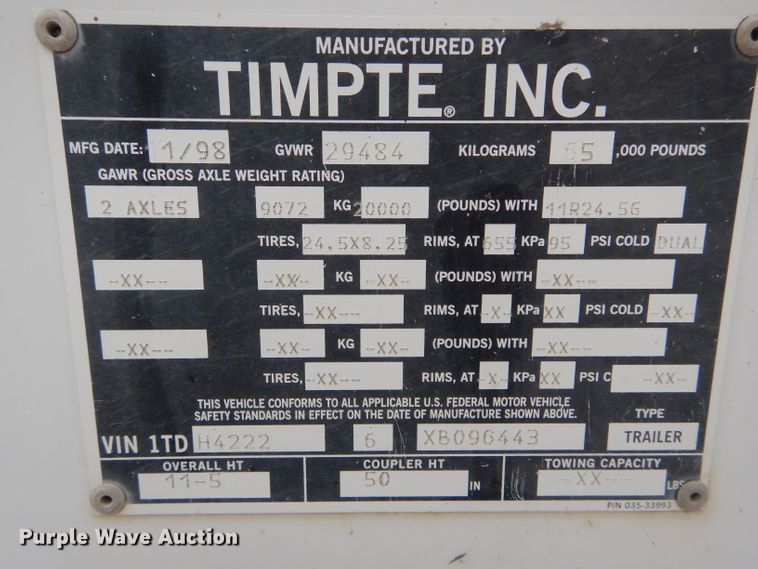 MANUFACTURED BY
TIMPTE® INC.
MFG DATE: 11/98 GVWR 29484 KILOGRAMS 65 ,000 POUNDS
GAWR (GROSS AXLE WEIGHT RATING)
2 AXLES 9072 KG 20000 (POUNDS) WITH 11R24.5G
TIRES, 24.5X8.25 RIMS, AT 655 KPa 95 PSI COLD DUAL
-XX-- -XX- KG -XX- (POUNDS) WITH -XX--
TIRES, -XX-- RIMS, AT -X- KPa XX PSI COLD -XX-
-XX-- -XX- KG -XX- (POUNDS) WITH -XX--
TIRES, -XX-- RIMS, AT -X- KPa XX PSI C -XX-
THIS VEHICLE CONFORMS TO ALL APPLICABLE U.S. FEDERAL MOTOR VEHICLE
SAFETY STANDARDS IN EFFECT ON THE DATE OF MANUFACTURE SHOWN ABOVE. TYPE
VIN 1TD H4222 6 XB096443 TRAILER
OVERALL HT COUPLER HT TOWING CAPACITY
11-5 50 IN --XX-- LBS
P/N 035-33993
Purple Wave Auction